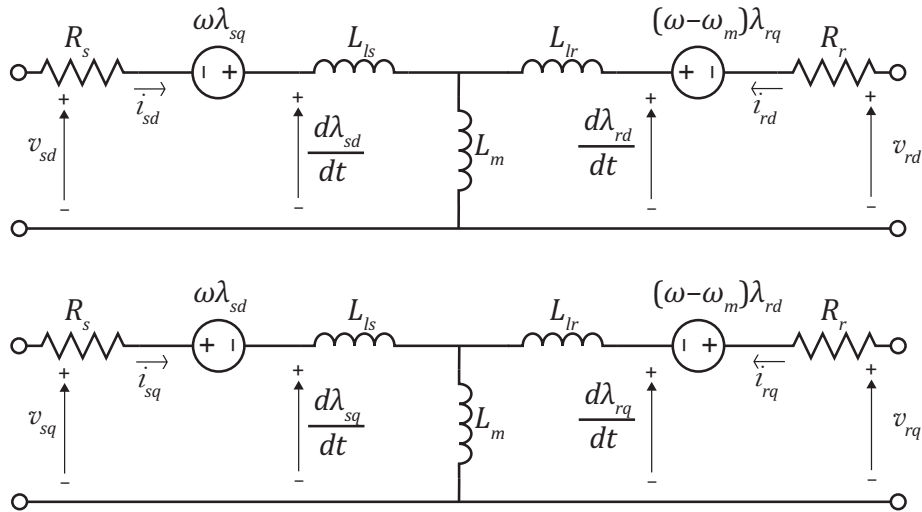 R_s ωλ_sq L_ls L_lr (ω−ω_m)λ_rq R_r
− + + −
+ i_sd + + i_rd +
v_sd dλ_sd/dt L_m dλ_rd/dt v_rd
− − − −
R_s ωλ_sd L_ls L_lr (ω−ω_m)λ_rd R_r
+ − − +
+ i_sq + + i_rq +
v_sq dλ_sq/dt L_m dλ_rq/dt v_rq
− − − −